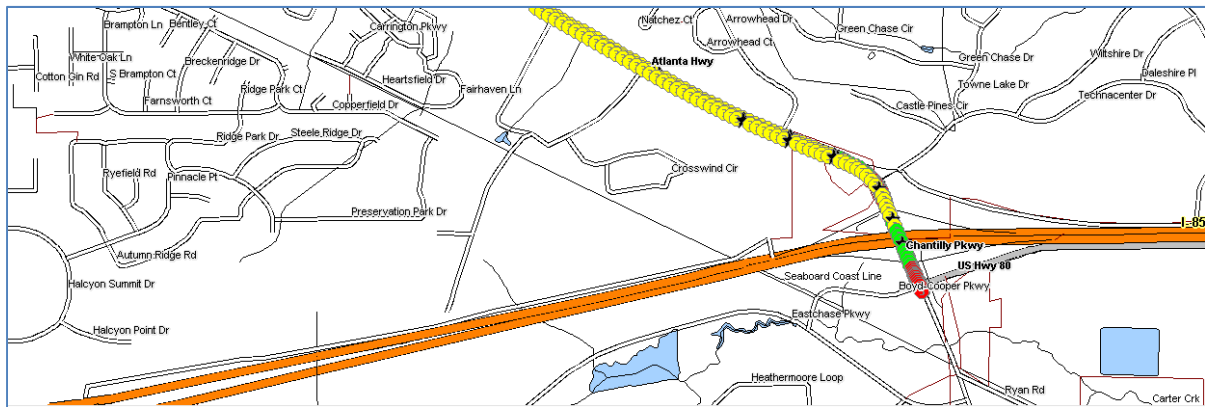 Brampton Ln
Bentley Ct
Carrington Pkwy
Natchez Ct
Arrowhead Dr
Green Chase Cir
White Oak Ln
Breckenridge Dr
Arrowhead Ct
Wiltshire Dr
Green Chase Dr
Cotton Gin Rd
S Brampton Ct
Atlanta Hwy
Daleshire Pl
Heartsfield Dr
Ridge Park Ct
Fairhaven Ln
Towne Lake Dr
Technacenter Dr
Farnsworth Ct
Copperfield Dr
Castle Pines Cir
Ridge Park Dr
Steele Ridge Dr
Crosswind Cir
Ryefield Rd
Pinnacle Pt
Preservation Park Dr
I-85
Chantilly Pkwy
Autumn Ridge Rd
US Hwy 80
Seaboard Coast Line
Halcyon Summit Dr
Boyd-Cooper Pkwy
Eastchase Pkwy
Halcyon Point Dr
Heathermoore Loop
Ryan Rd
Carter Crk